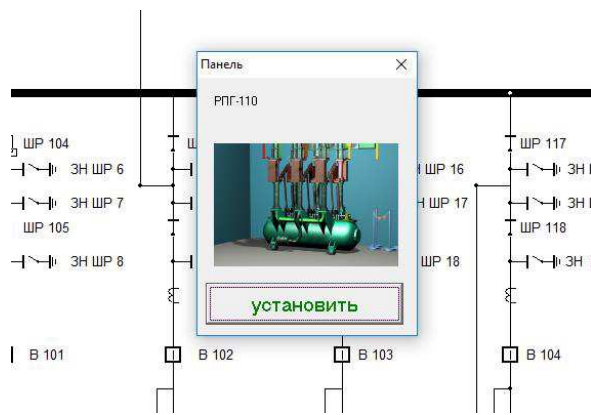 Панель
РПГ-110
ШР 104
ШР 117
ЗН ШР 6
ШР 16
ЗН ШР 7
ШР 17
ШР 105
ШР 118
ЗН ШР 8
ШР 18
ЗН
установить
В 101
В 102
В 103
В 104